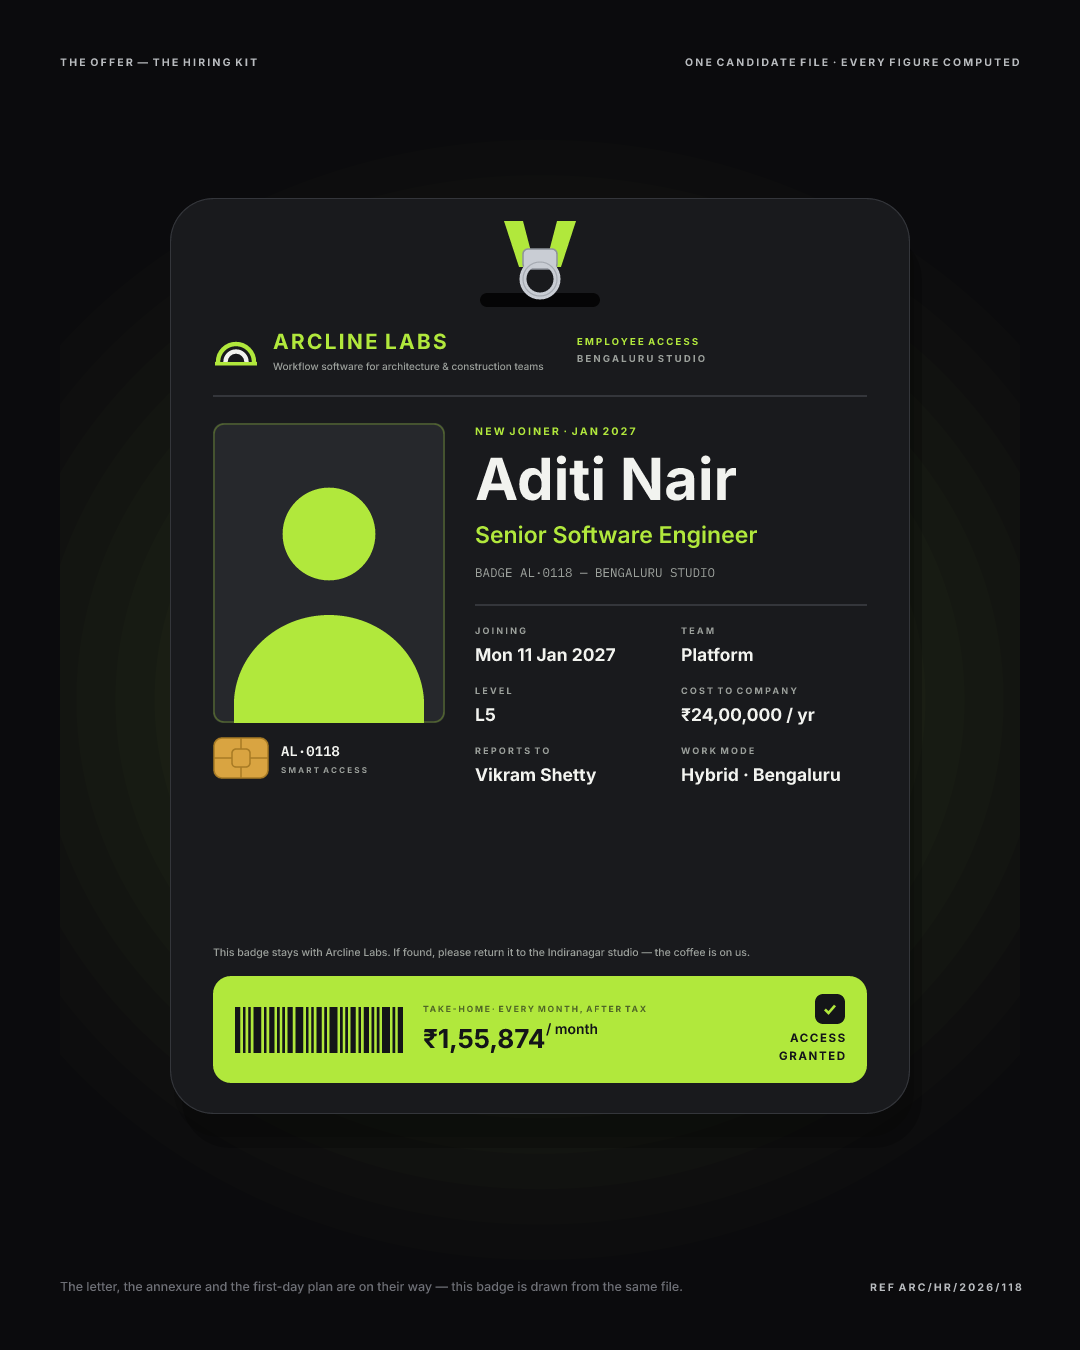 THE OFFER — THE HIRING KIT
ONE CANDIDATE FILE · EVERY FIGURE COMPUTED
ARCLINE LABS
Workflow software for architecture & construction teams
EMPLOYEE ACCESS
BENGALURU STUDIO
NEW JOINER · JAN 2027
Aditi Nair
Senior Software Engineer
BADGE AL·0118 — BENGALURU STUDIO
JOINING
Mon 11 Jan 2027
TEAM
Platform
LEVEL
L5
COST TO COMPANY
₹24,00,000 / yr
REPORTS TO
Vikram Shetty
WORK MODE
Hybrid · Bengaluru
AL·0118
SMART ACCESS
This badge stays with Arcline Labs. If found, please return it to the Indiranagar studio — the coffee is on us.
TAKE-HOME · EVERY MONTH, AFTER TAX
₹1,55,874 / month
ACCESS
GRANTED
The letter, the annexure and the first-day plan are on their way — this badge is drawn from the same file.
REF ARC/HR/2026/118